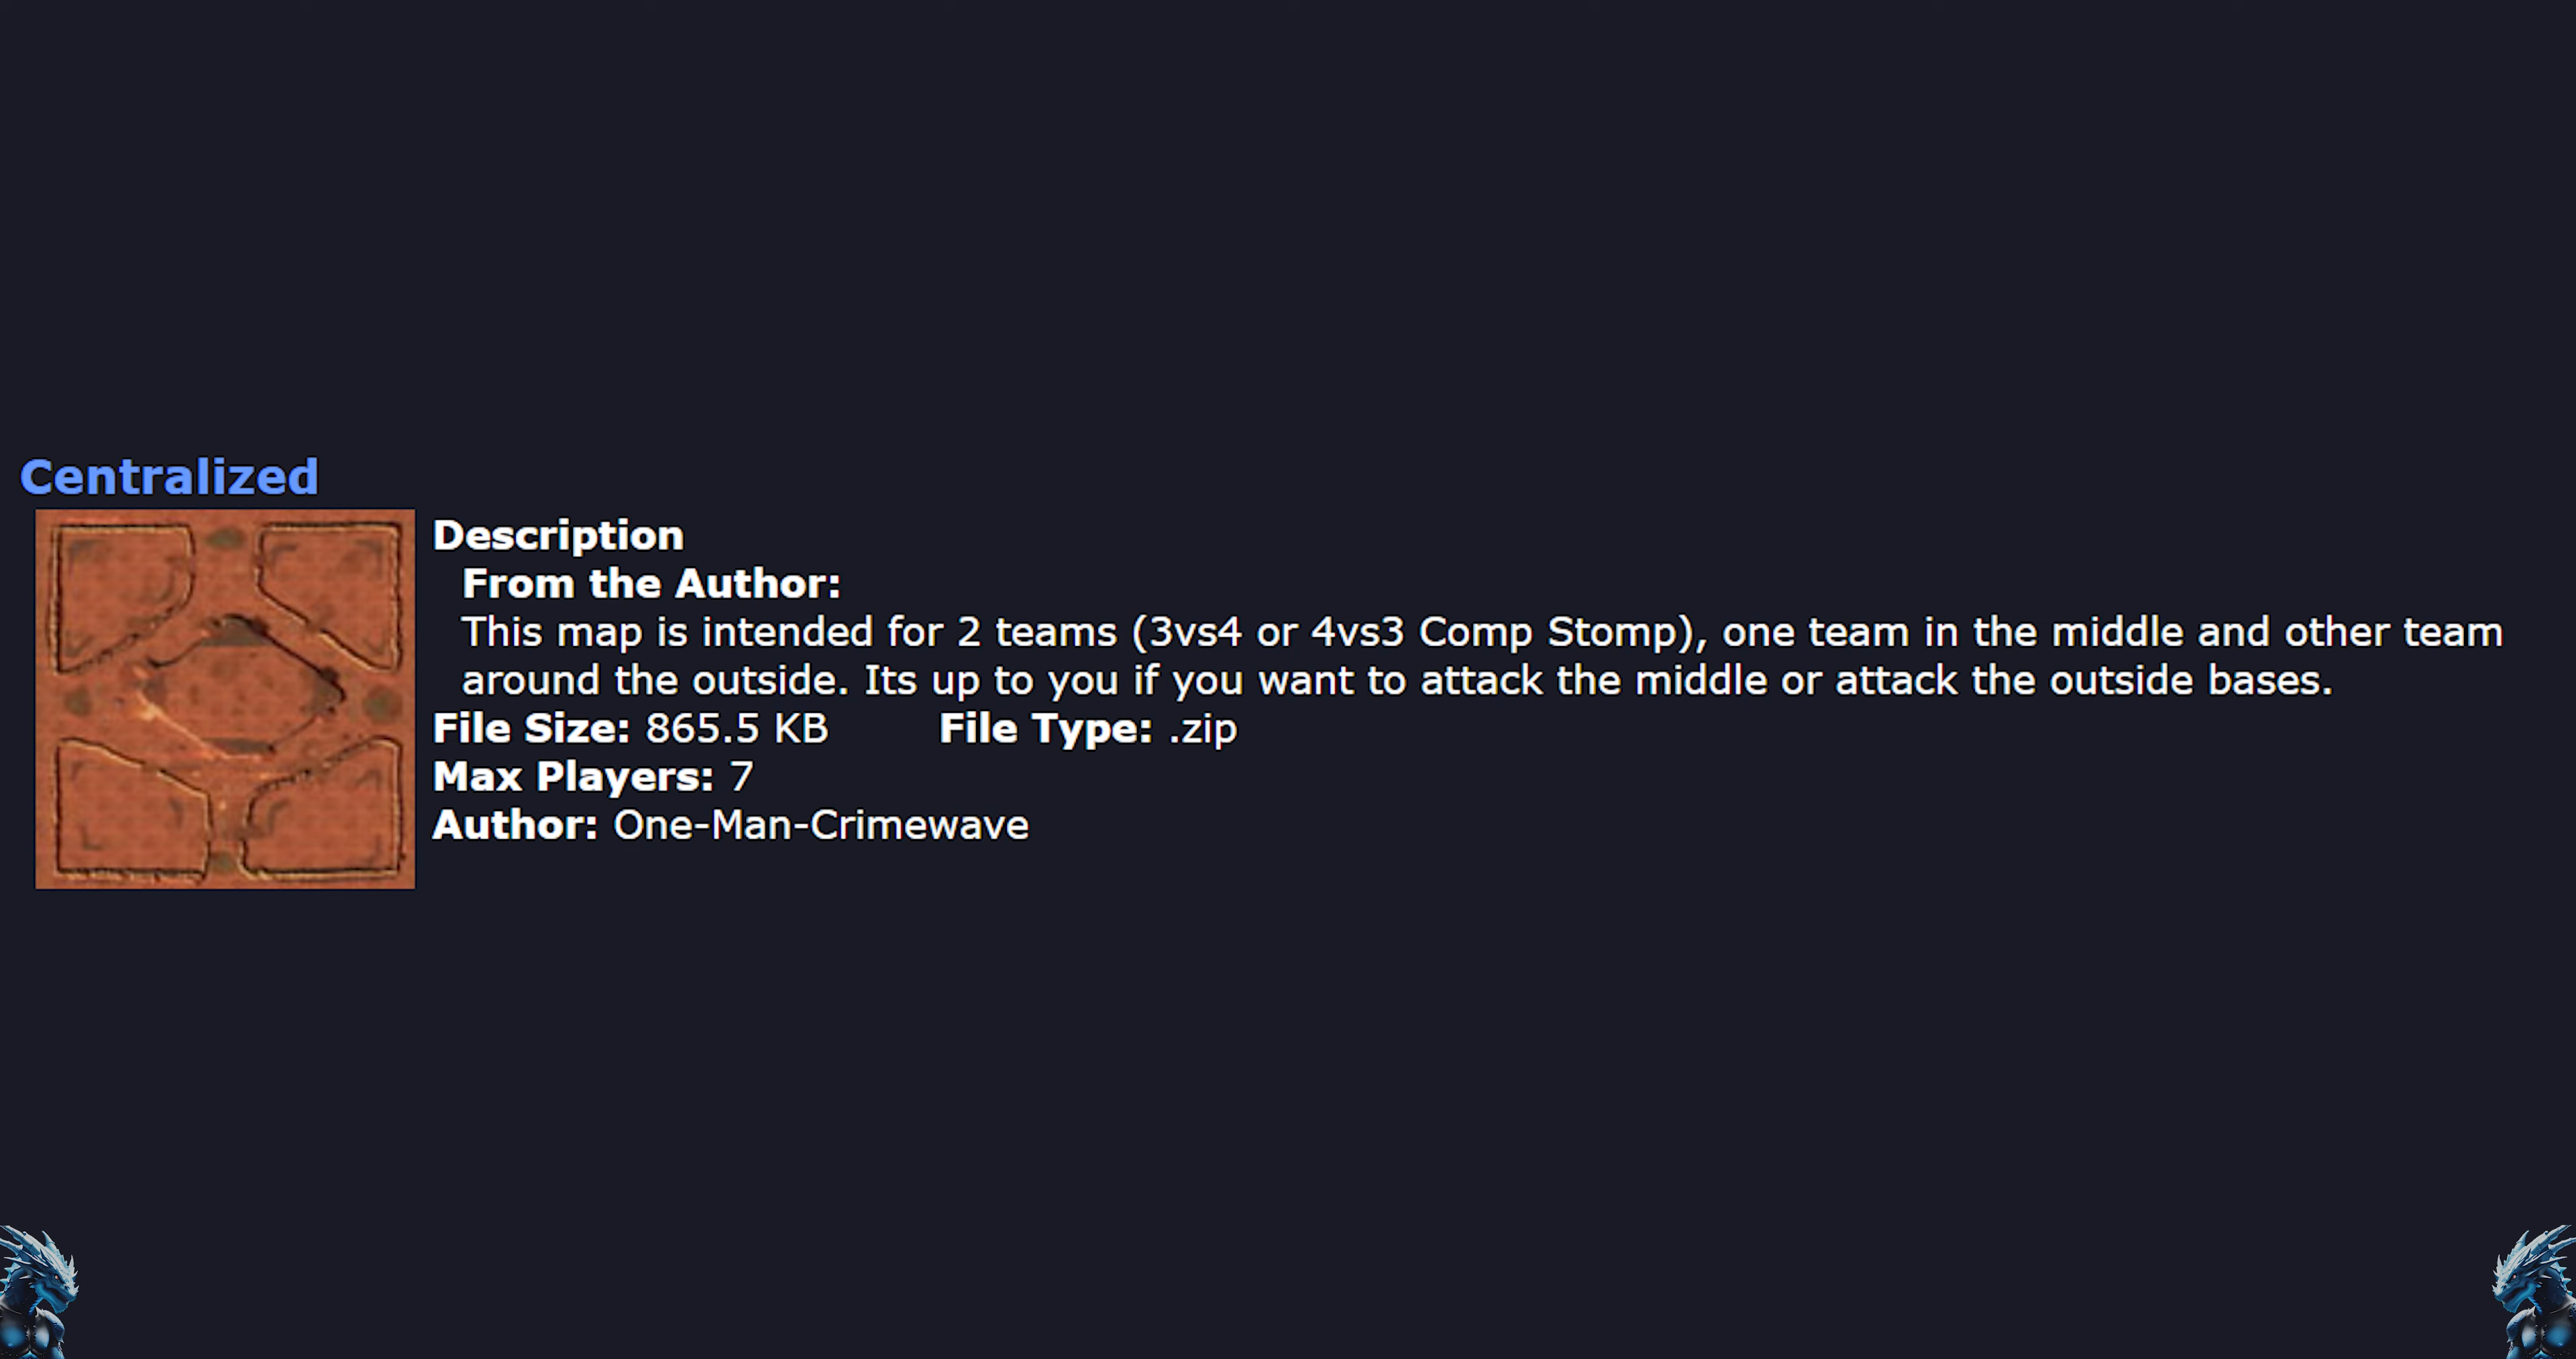 Centralized
Description
From the Author:
This map is intended for 2 teams (3vs4 or 4vs3 Comp Stomp), one team in the middle and other team
around the outside. Its up to you if you want to attack the middle or attack the outside bases.
File Size: 865.5 KB File Type: .zip
Max Players: 7
Author: One-Man-Crimewave